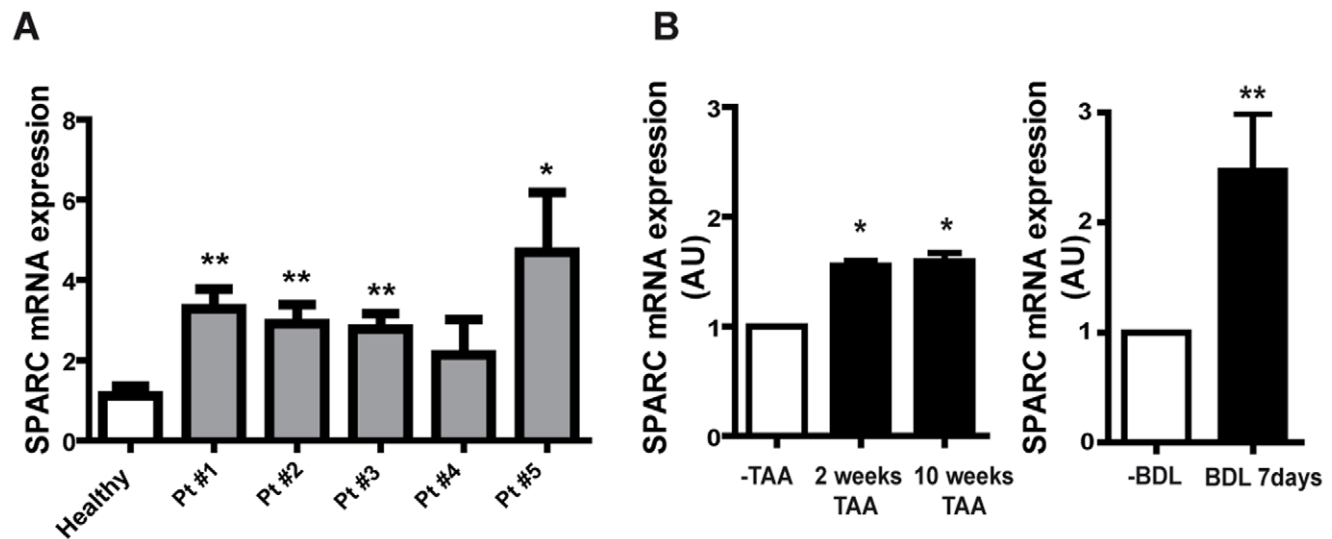 A
SPARC mRNA expression
8
6
4
2
0
**
**
**
*
Healthy
Pt #1
Pt #2
Pt #3
Pt #4
Pt #5
B
SPARC mRNA expression
(AU)
3
2
1
0
*
*
-TAA
2 weeks
TAA
10 weeks
TAA
SPARC mRNA expression
(AU)
3
2
1
0
**
-BDL
BDL 7days